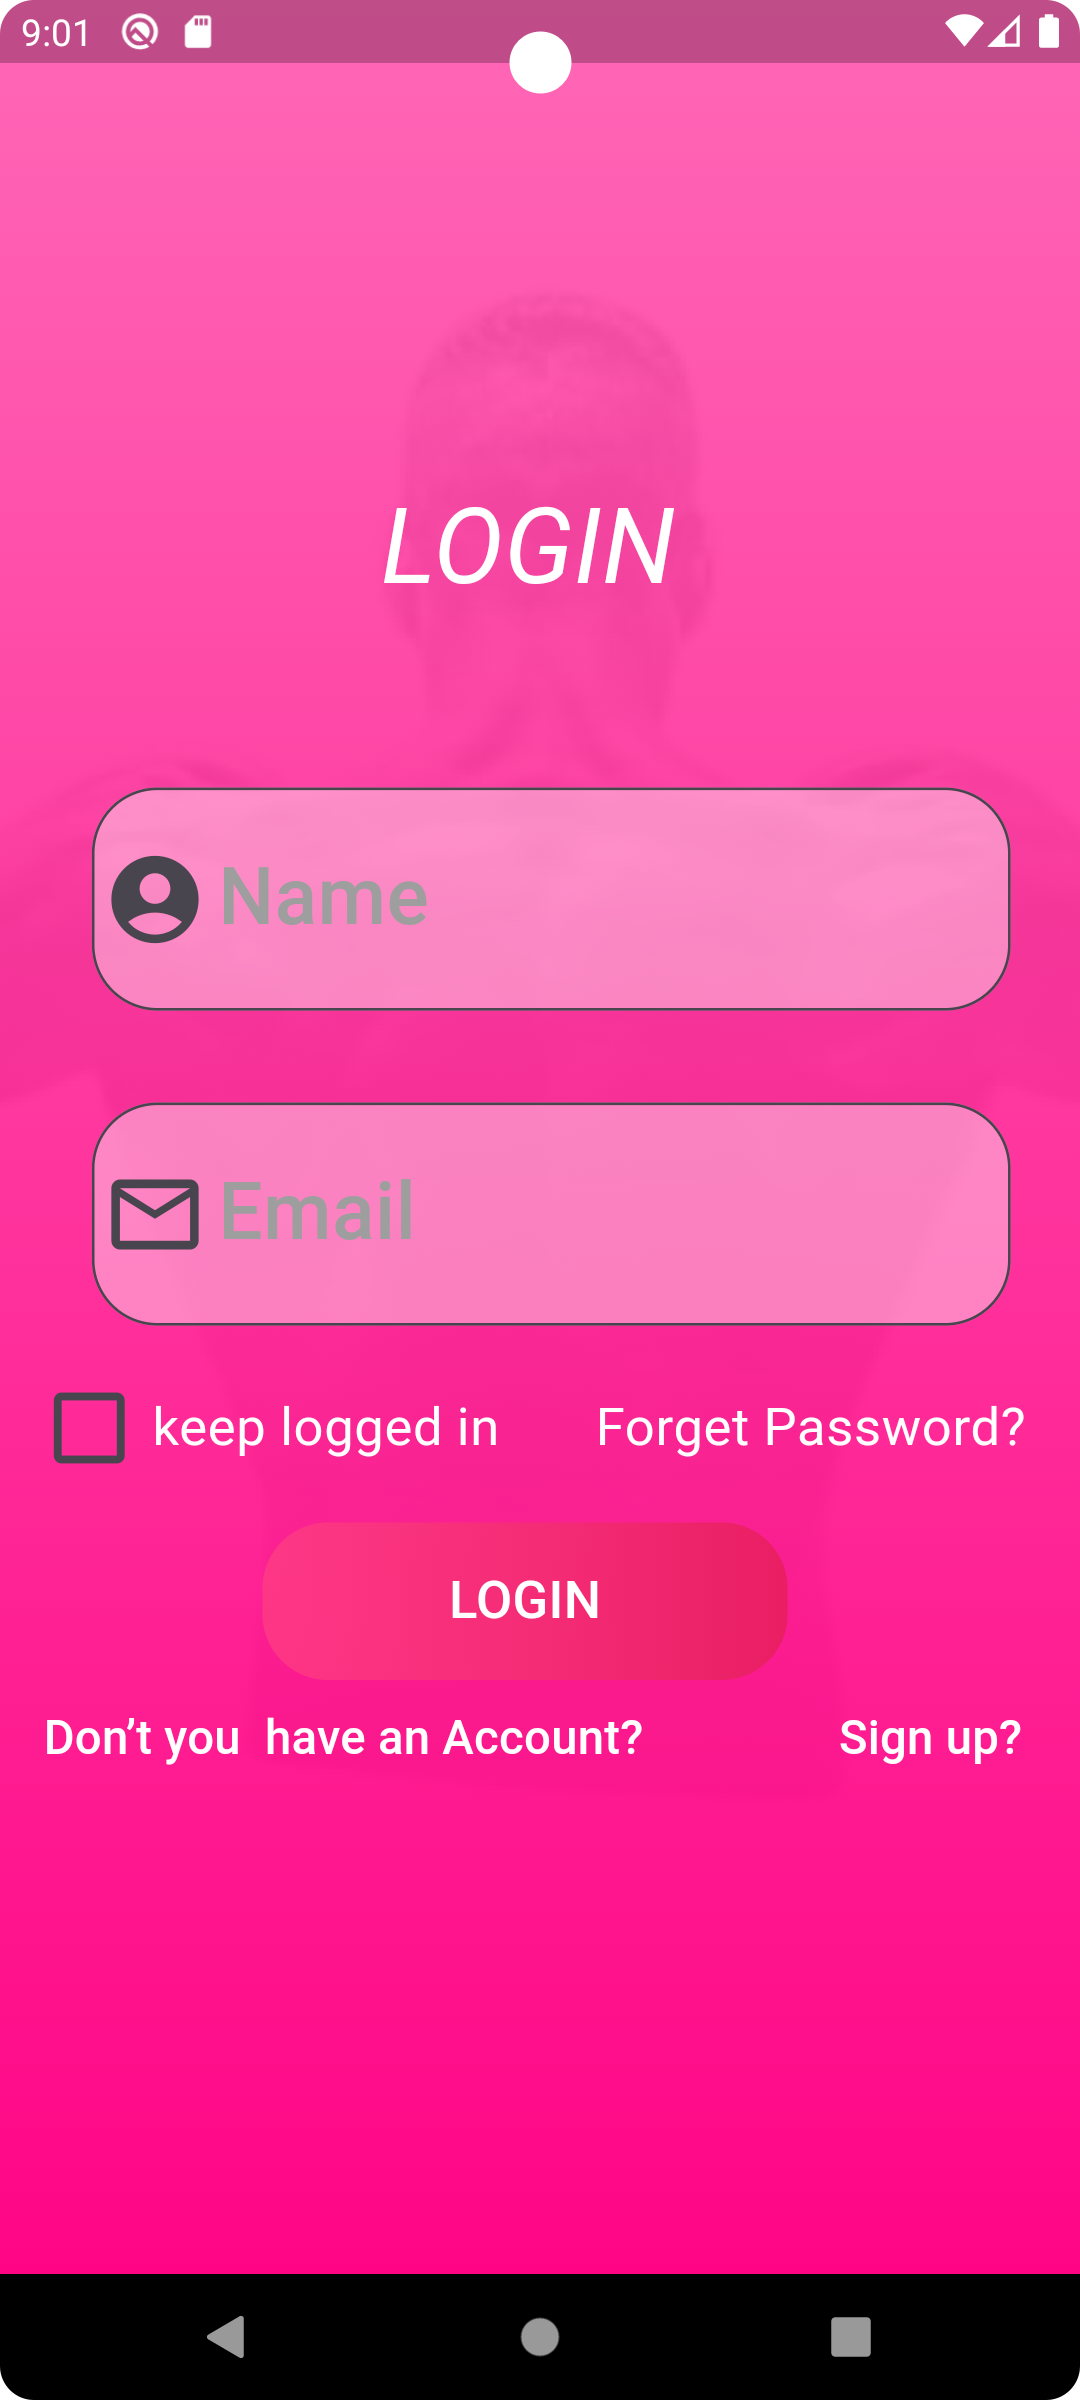 9:01
LOGIN
Name
Email
keep logged in Forget Password?
LOGIN
Don’t you  have an Account? Sign up?